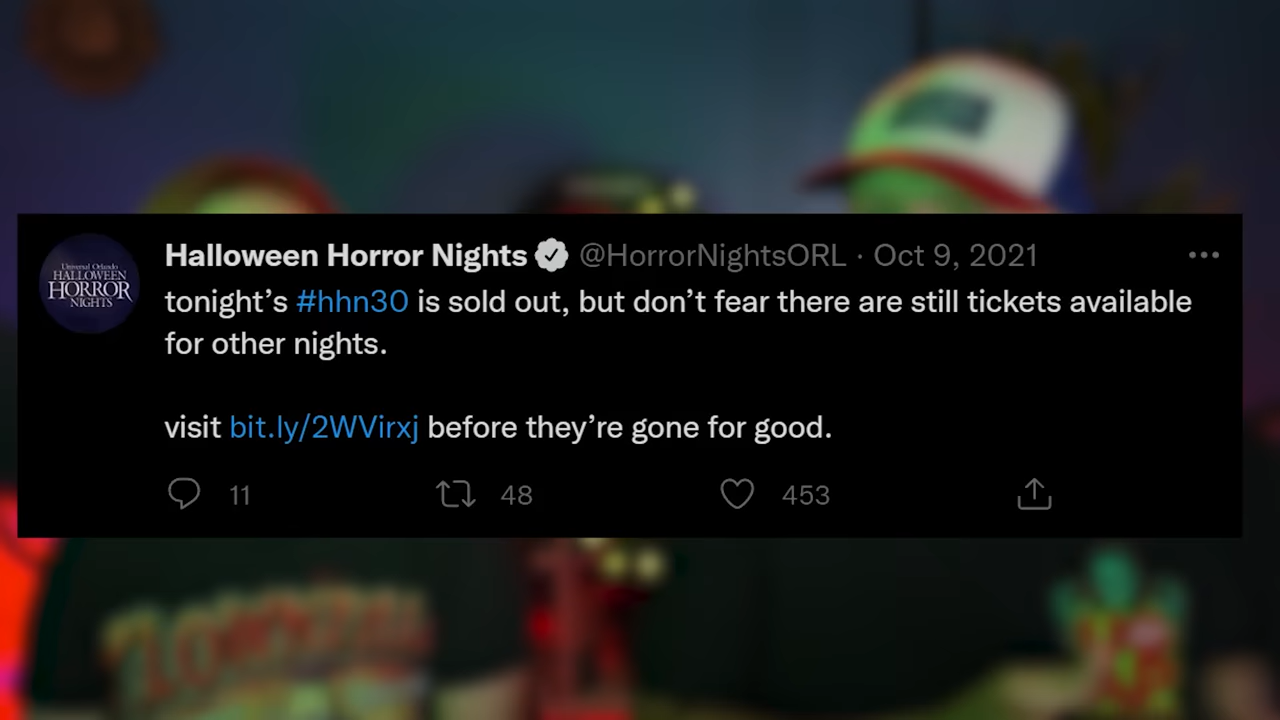 Halloween Horror Nights @HorrorNightsORL · Oct 9, 2021
Universal Orlando
HALLOWEEN
HORROR
NIGHTS
tonight’s #hhn30 is sold out, but don’t fear there are still tickets available
for other nights.
visit bit.ly/2WVirxj before they’re gone for good.
11 48 453